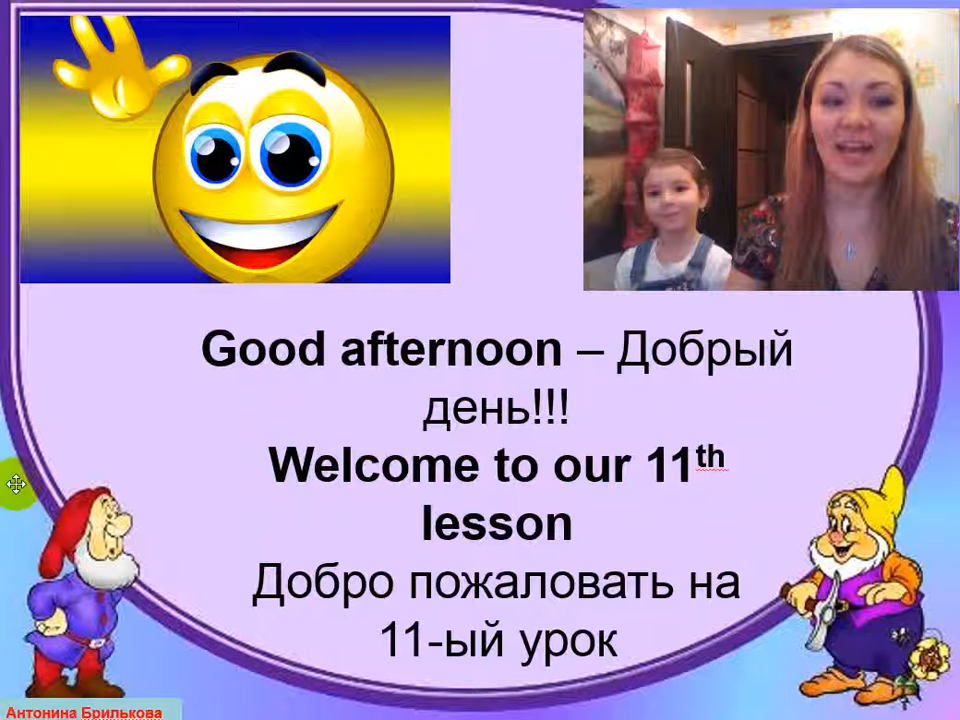 Good afternoon – Добрый
день!!!
Welcome to our 11th
lesson
Добро пожаловать на
11-ый урок
Антонина Брилькова